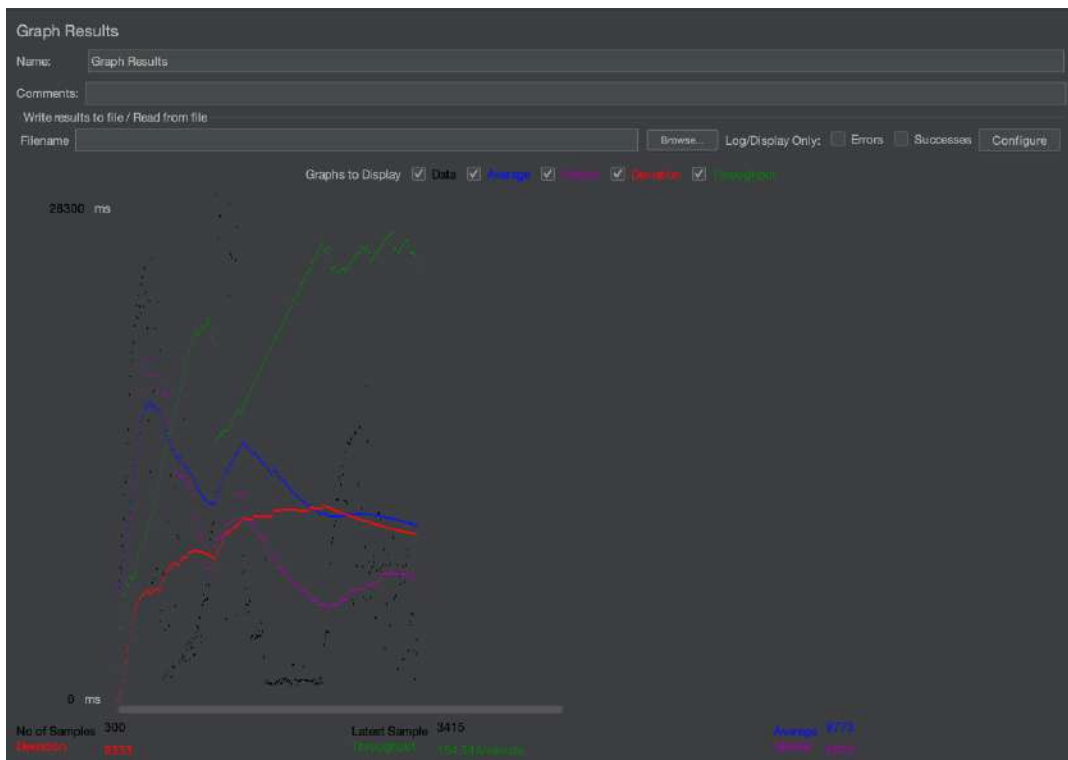 Graph Results
Name: Graph Results
Comments:
Write results to file / Read from file
Filename Browse... Log/Display Only: Errors Successes Configure
Graphs to Display Data Average Median Deviation Throughput
28300 ms
0 ms
No of Samples 300 Latest Sample 3415 Average
Deviation Throughput